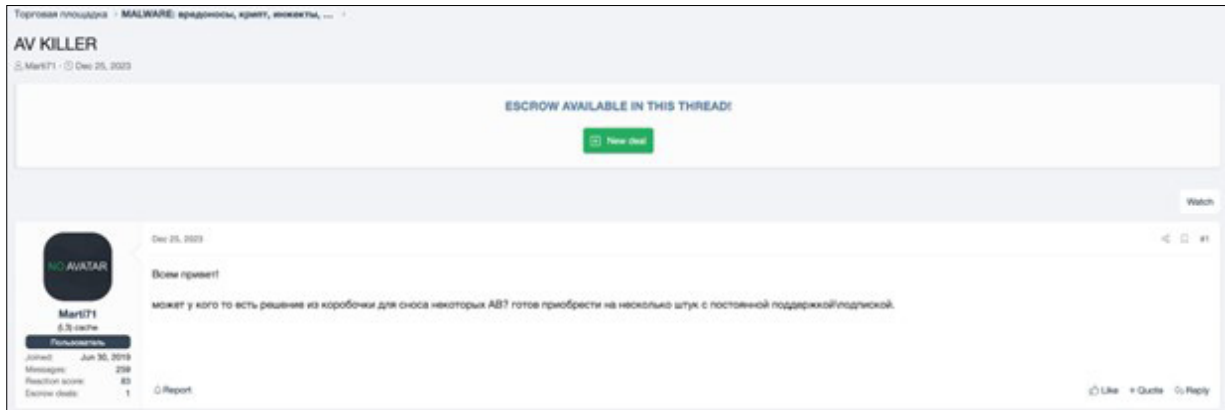 Торговая площадка › MALWARE: вредоносы, крипт, инжекты, ... ›
AV KILLER
Marti71 · Dec 25, 2023
ESCROW AVAILABLE IN THIS THREAD!
New deal
Watch
Dec 25, 2023
#1
NO AVATAR
Всем привет!
может у кого то есть решение из коробочки для сноса некоторых АВ? готов приобрести на несколько штук с постоянной поддержкой\подпиской.
Marti71
(L3) cache
Пользователь
Joined: Jun 30, 2019
Messages: 259
Reaction score: 83
Escrow deals: 1
Report
Like + Quote Reply